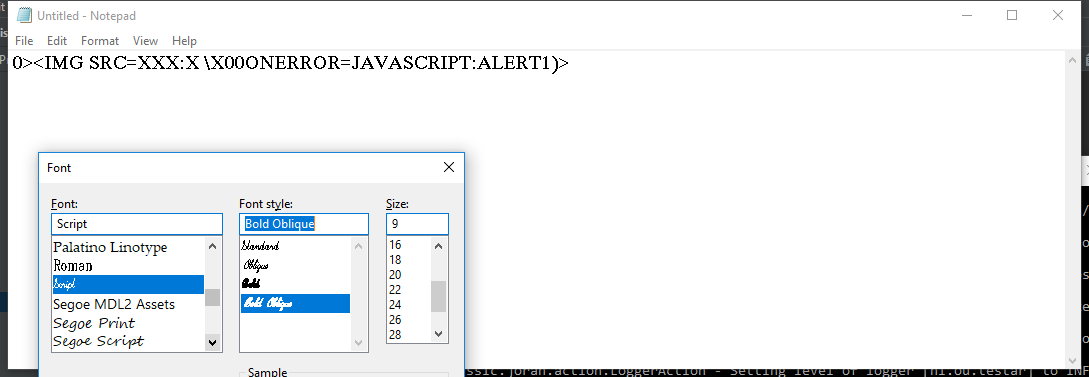 Untitled - Notepad
File Edit Format View Help
0><IMG SRC=XXX:X \X00ONERROR=JAVASCRIPT:ALERT1)>
Font
Font: Font style: Size:
Script Bold Oblique 9
Palatino Linotype
Roman
Script
Segoe MDL2 Assets
Segoe Print
Segoe Script
Standard
Oblique
Bold
Bold Oblique
16
18
20
22
24
26
28
Sample
ssic.joran.action.LoggerAction - Setting level of logger [nl.ou.testar] to INF